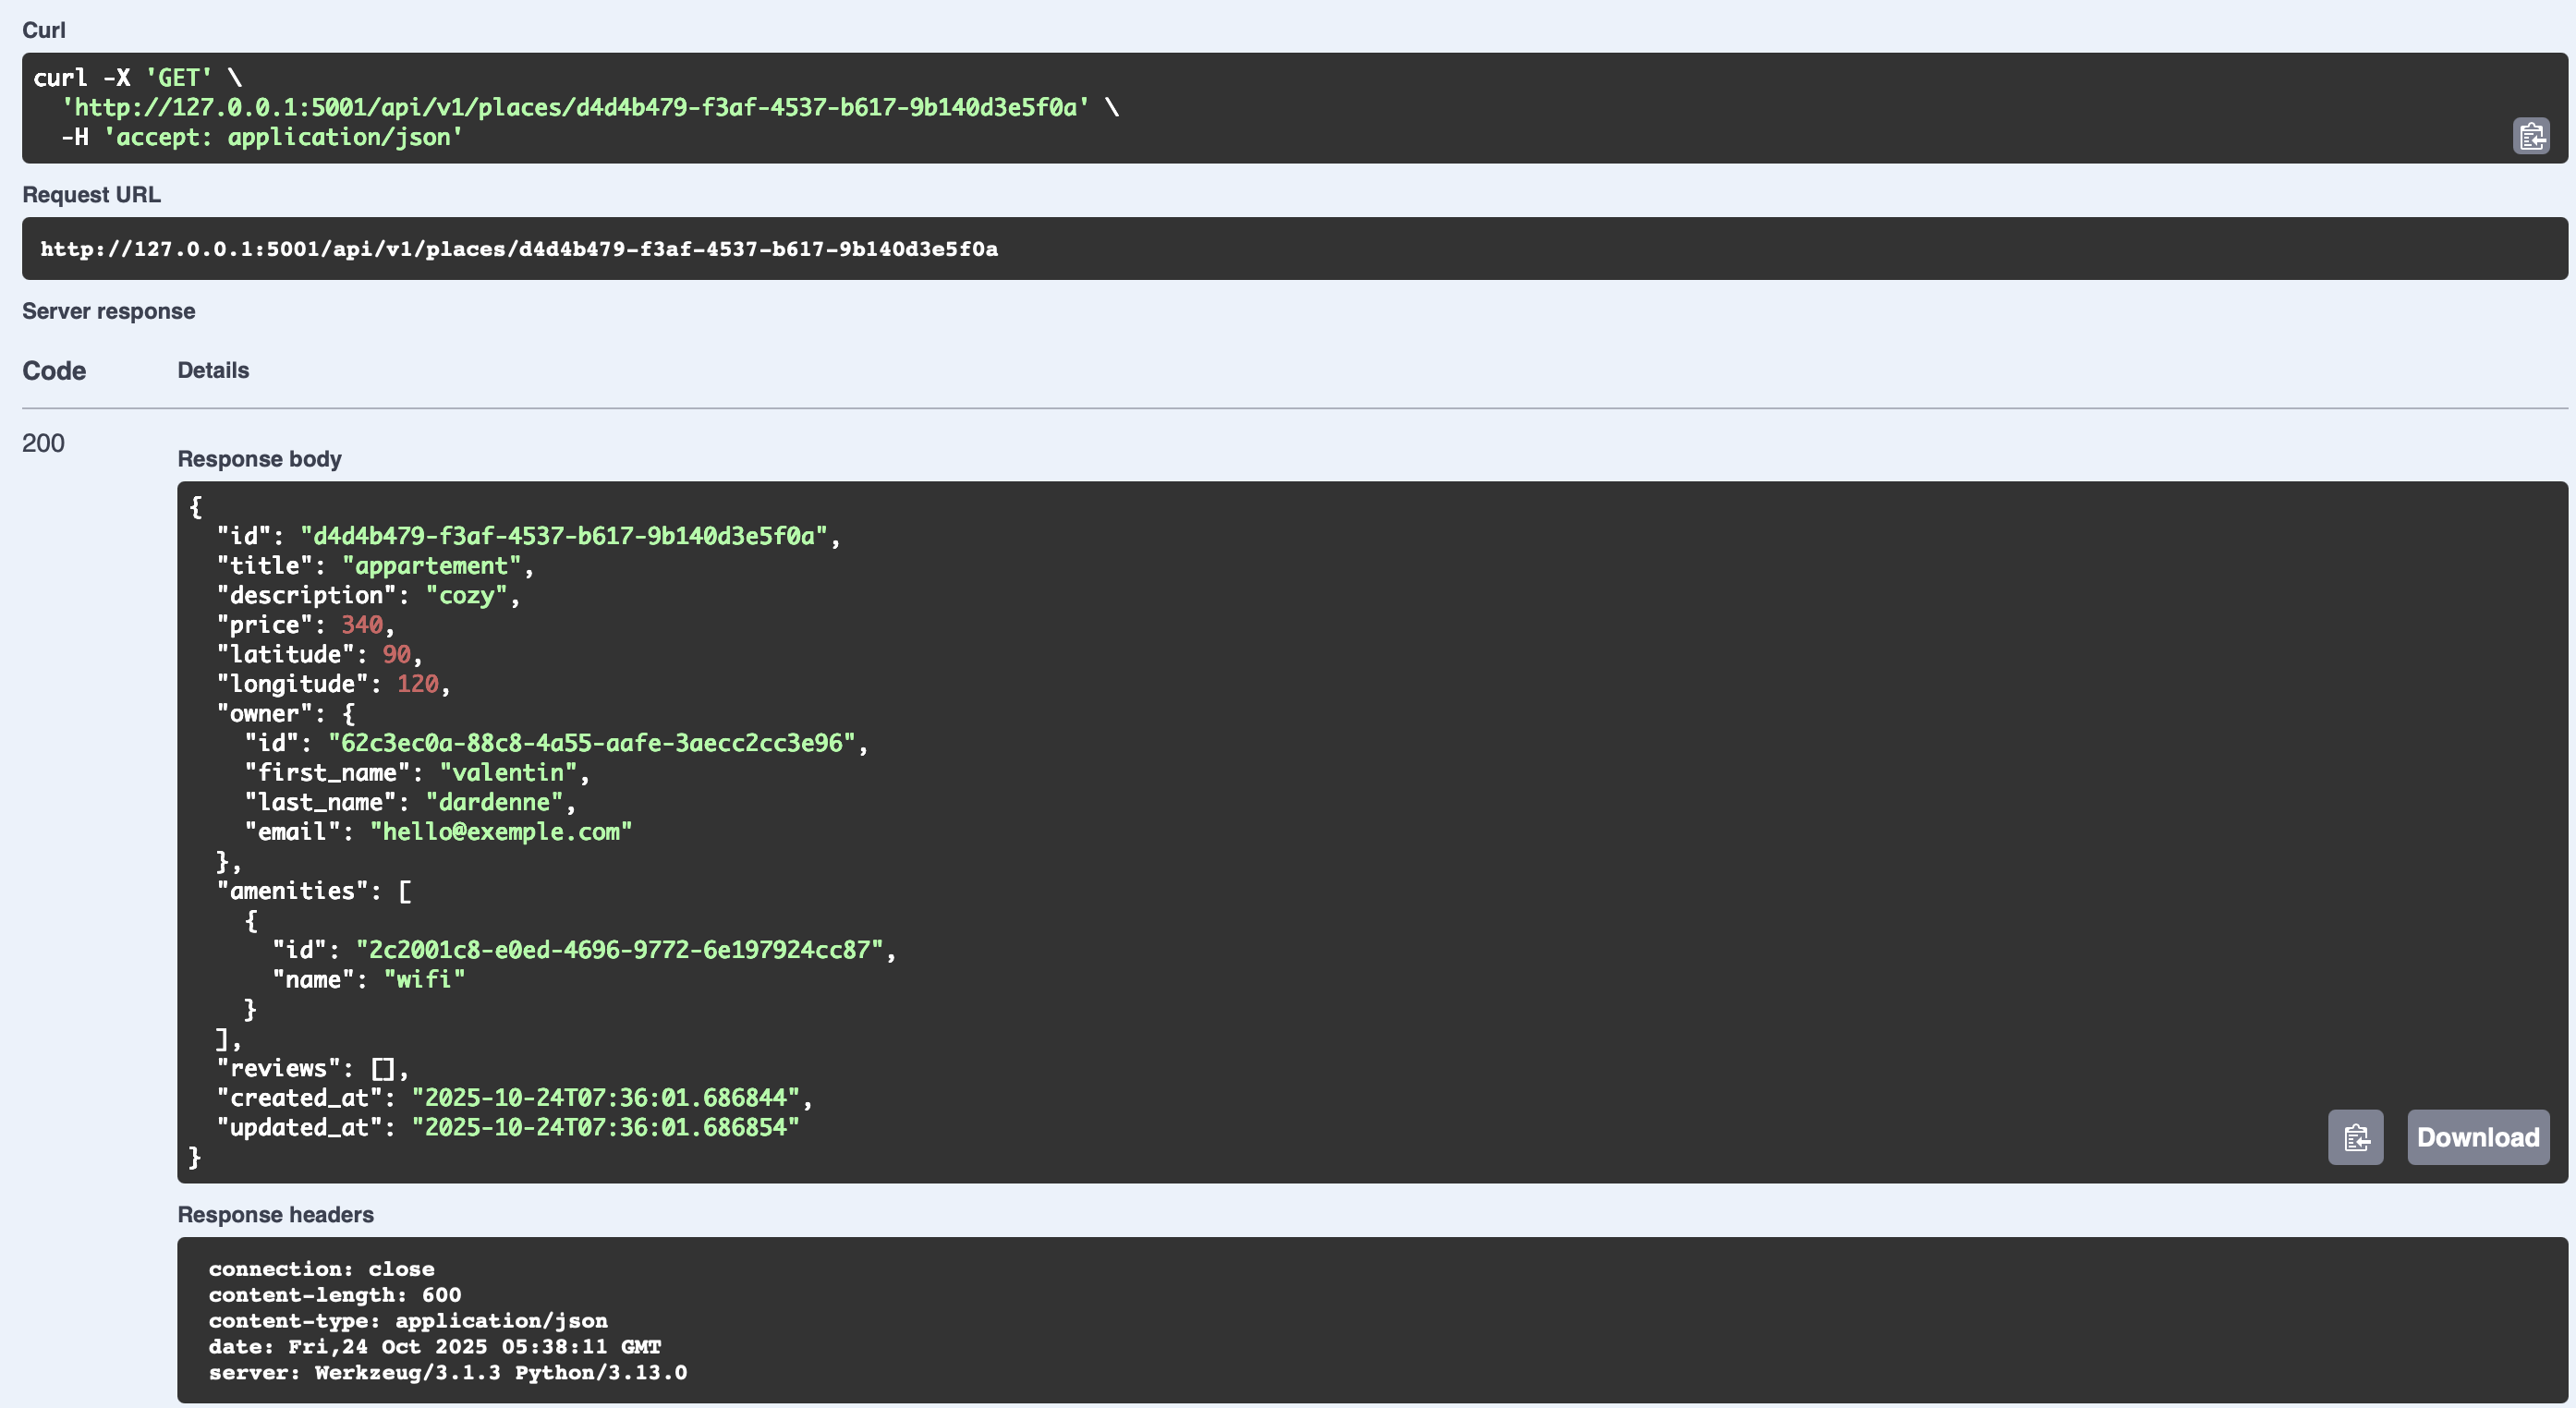 Curl
curl -X 'GET' \
  'http://127.0.0.1:5001/api/v1/places/d4d4b479-f3af-4537-b617-9b140d3e5f0a' \
  -H 'accept: application/json'
Request URL
http://127.0.0.1:5001/api/v1/places/d4d4b479-f3af-4537-b617-9b140d3e5f0a
Server response
Code Details
200
Response body
{
  "id": "d4d4b479-f3af-4537-b617-9b140d3e5f0a",
  "title": "appartement",
  "description": "cozy",
  "price": 340,
  "latitude": 90,
  "longitude": 120,
  "owner": {
    "id": "62c3ec0a-88c8-4a55-aafe-3aecc2cc3e96",
    "first_name": "valentin",
    "last_name": "dardenne",
    "email": "hello@exemple.com"
  },
  "amenities": [
    {
      "id": "2c2001c8-e0ed-4696-9772-6e197924cc87",
      "name": "wifi"
    }
  ],
  "reviews": [],
  "created_at": "2025-10-24T07:36:01.686844",
  "updated_at": "2025-10-24T07:36:01.686854"
}
Download
Response headers
connection: close
content-length: 600
content-type: application/json
date: Fri,24 Oct 2025 05:38:11 GMT
server: Werkzeug/3.1.3 Python/3.13.0